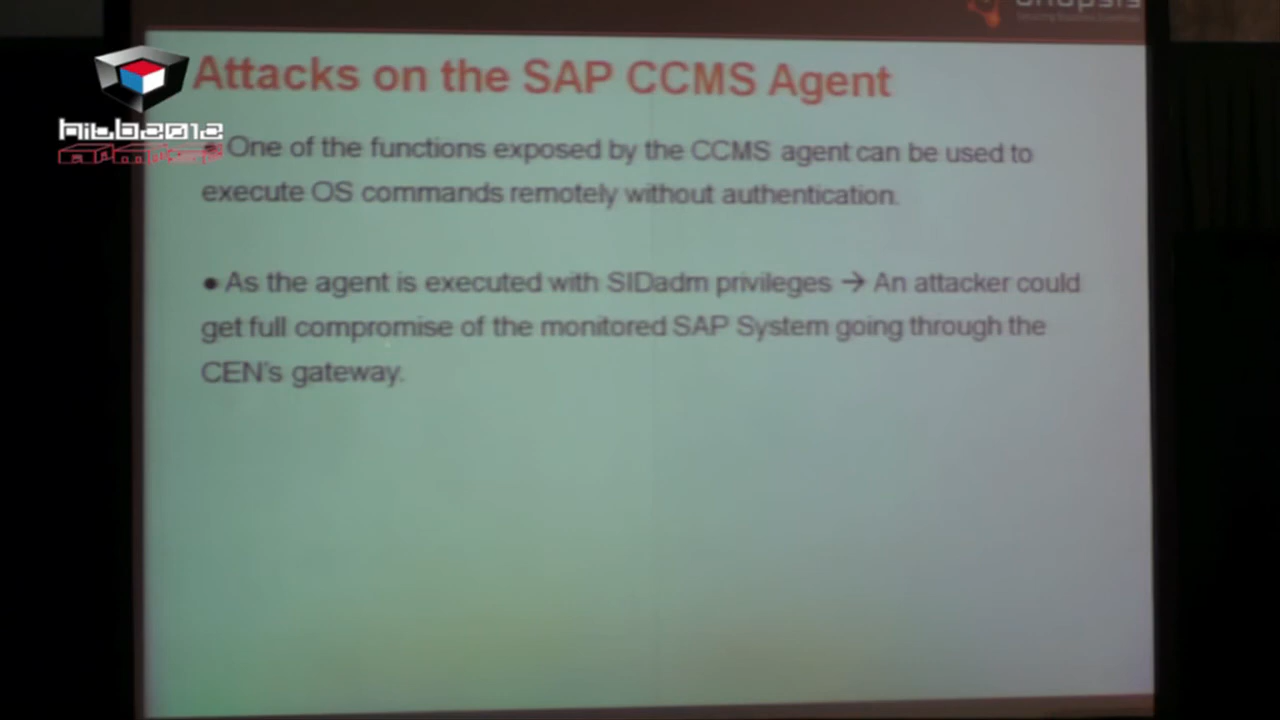 onapsis
Attacks on the SAP CCMS Agent
HITB2012
● One of the functions exposed by the CCMS agent can be used to
execute OS commands remotely without authentication.
● As the agent is executed with SIDadm privileges → An attacker could
get full compromise of the monitored SAP System going through the
CEN's gateway.